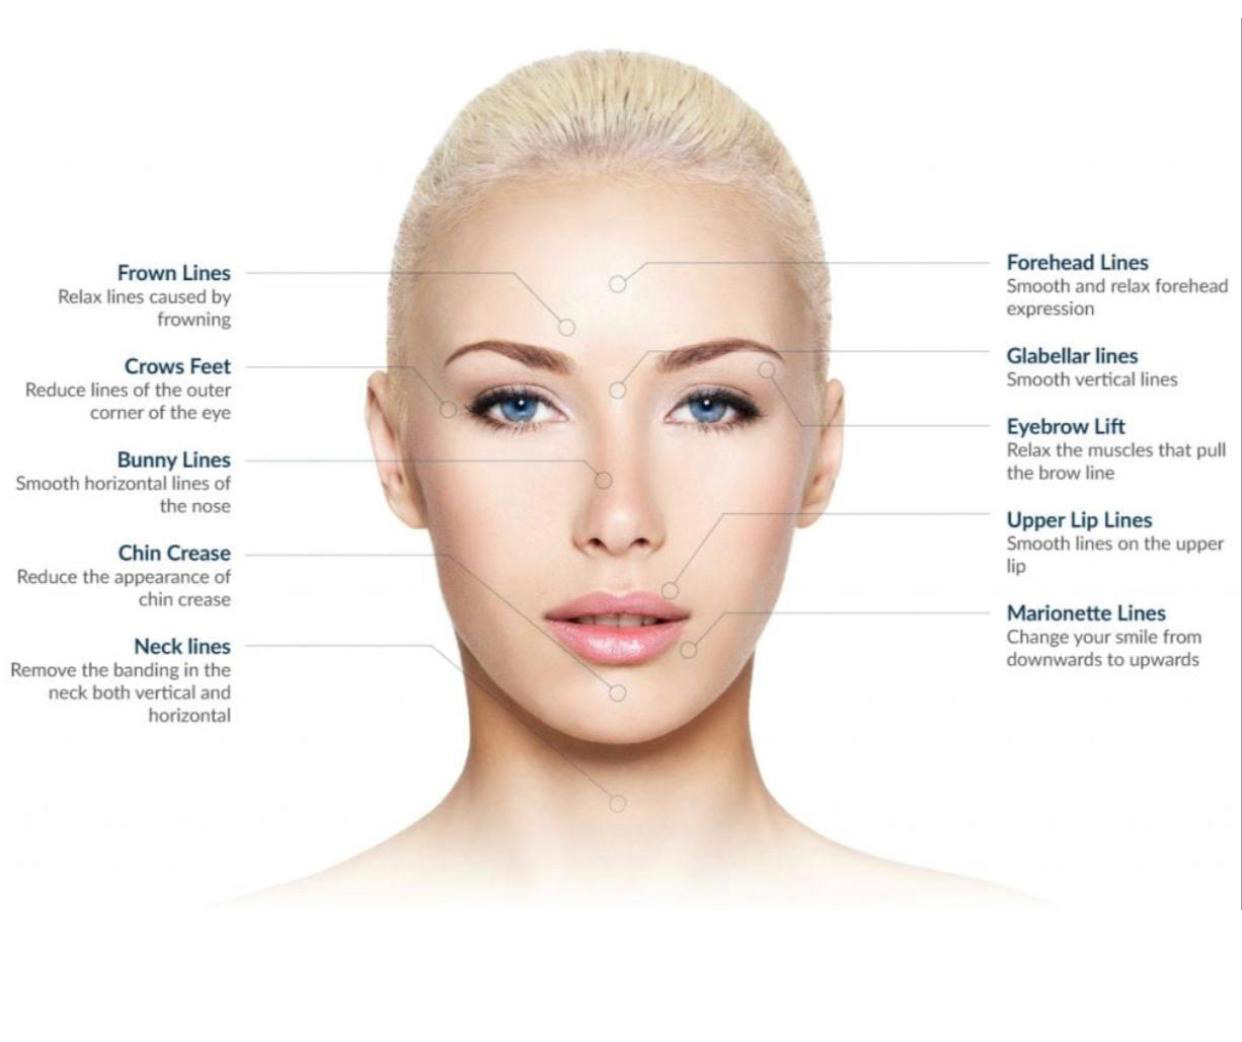 Frown Lines
Relax lines caused by
frowning
Crows Feet
Reduce lines of the outer
corner of the eye
Bunny Lines
Smooth horizontal lines of
the nose
Chin Crease
Reduce the appearance of
chin crease
Neck lines
Remove the banding in the
neck both vertical and
horizontal
Forehead Lines
Smooth and relax forehead
expression
Glabellar lines
Smooth vertical lines
Eyebrow Lift
Relax the muscles that pull
the brow line
Upper Lip Lines
Smooth lines on the upper
lip
Marionette Lines
Change your smile from
downwards to upwards